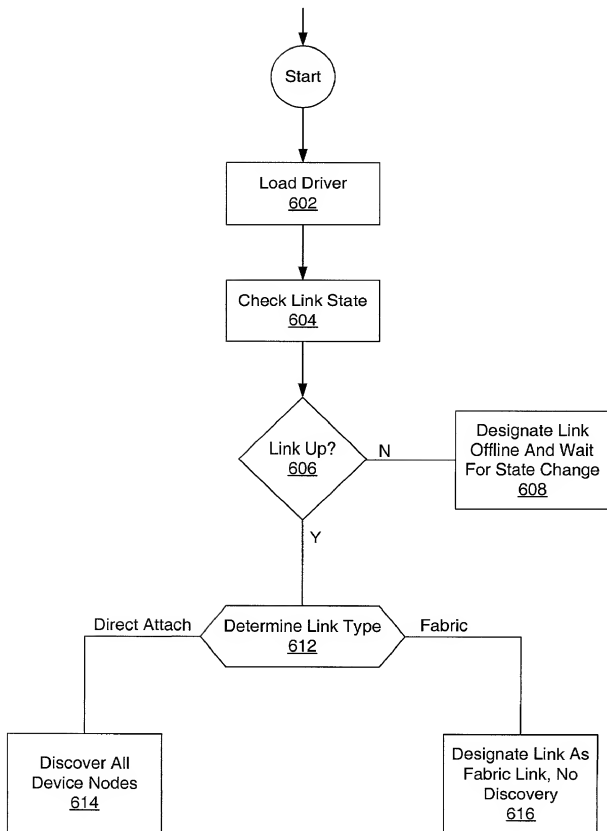 Start
Load Driver
602
Check Link State
604
Link Up?
606
N
Designate Link
Offline And Wait
For State Change
608
Y
Direct Attach
Determine Link Type
612
Fabric
Discover All
Device Nodes
614
Designate Link As
Fabric Link, No
Discovery
616